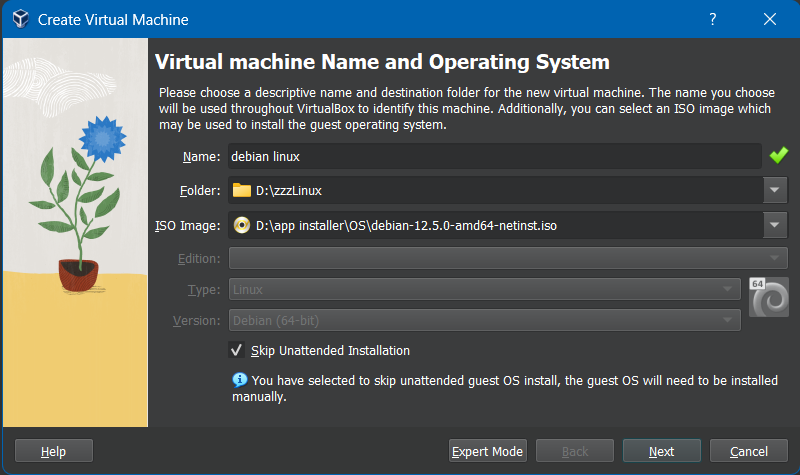 Create Virtual Machine
?
Virtual machine Name and Operating System
Please choose a descriptive name and destination folder for the new virtual machine. The name you choose
will be used throughout VirtualBox to identify this machine. Additionally, you can select an ISO image which
may be used to install the guest operating system.
Name: debian linux
Folder: D:\zzzLinux
ISO Image: D:\app installer\OS\debian-12.5.0-amd64-netinst.iso
Edition:
Type: Linux
64
Version: Debian (64-bit)
Skip Unattended Installation
You have selected to skip unattended guest OS install, the guest OS will need to be installed
manually.
Help Expert Mode Back Next Cancel